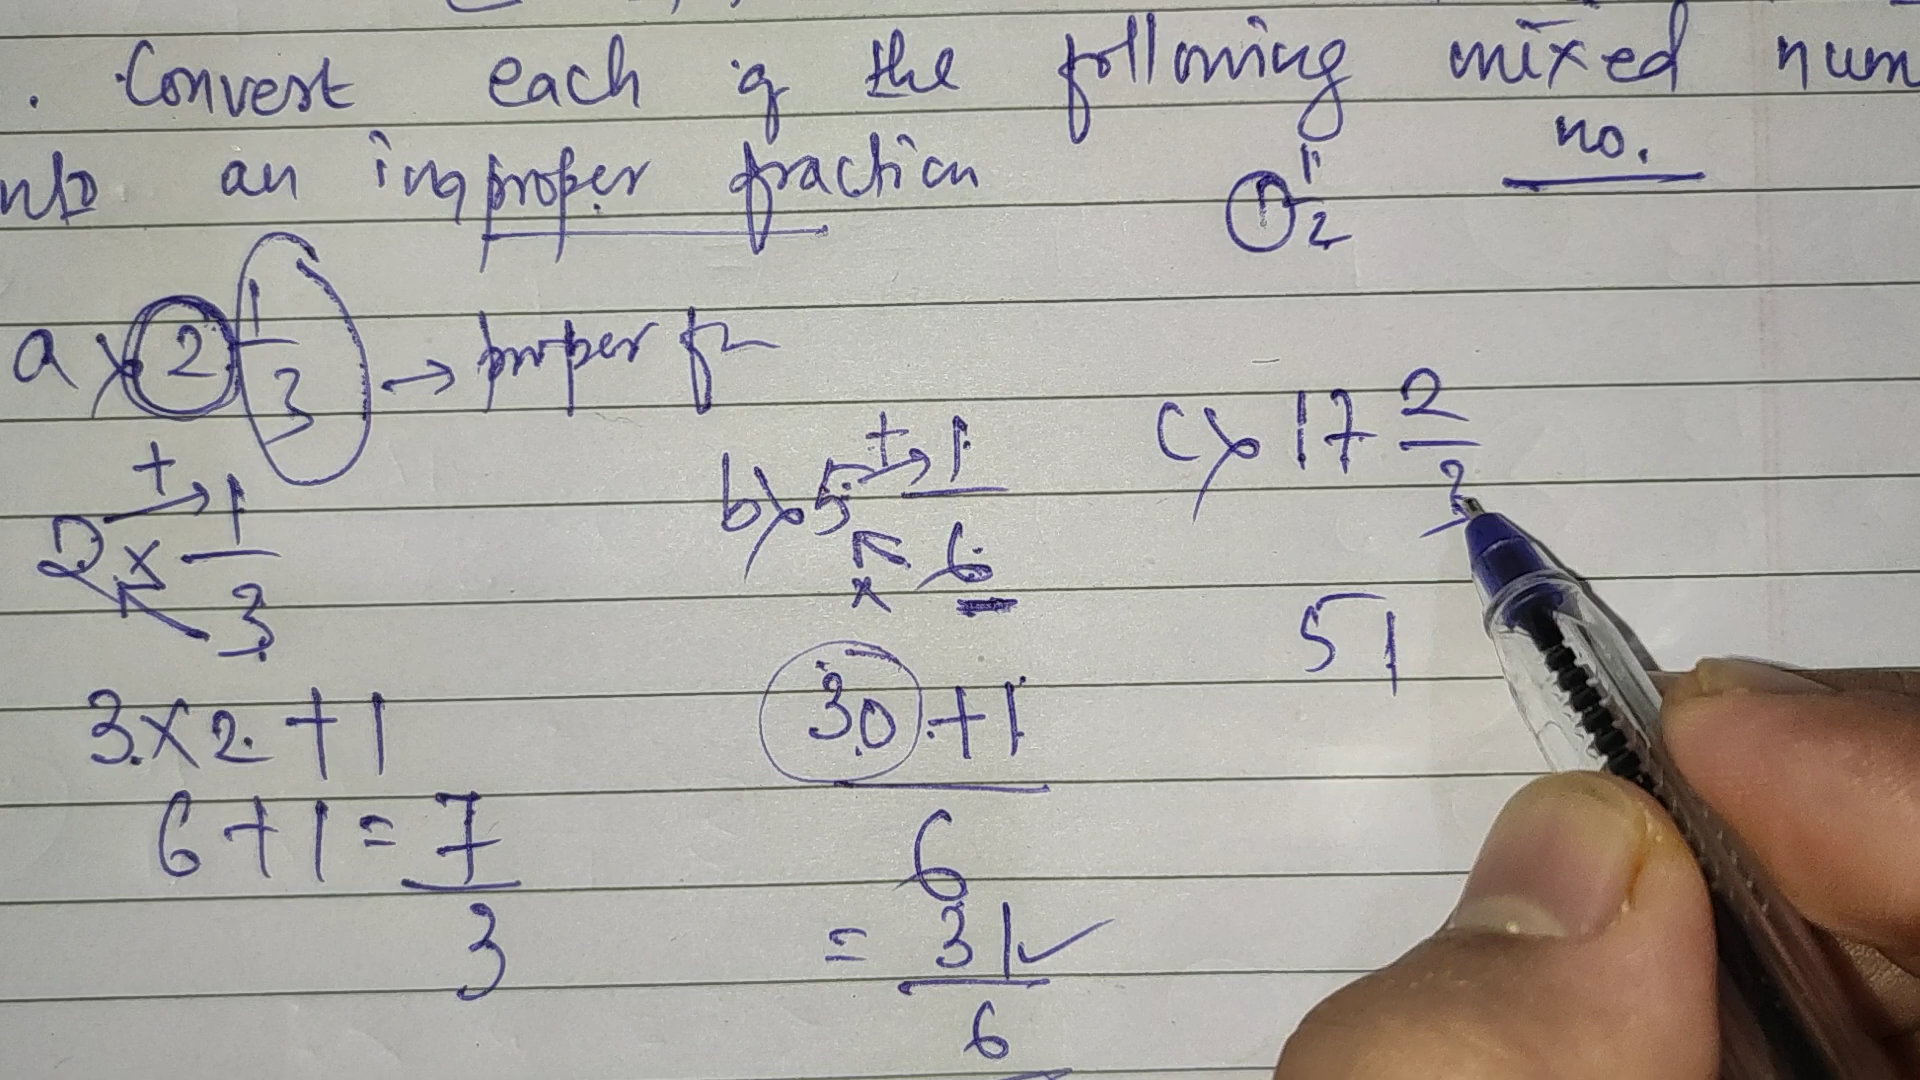 . Convert each of the following mixed num
no.
into an improper fraction
1 1/2
a) 2 1/3 → proper fr
b) 5 + 1/6 ×
c) 17 2/3
2 + × 1/3
51
3 × 2 + 1
30 + 1
6 + 1 = 7/3
6
= 31/6 ✓